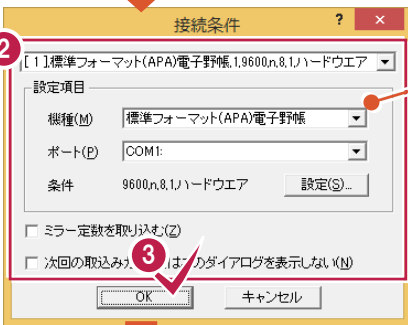 接続条件 ? ×
2
[ 1 ],標準フォーマット(APA)電子野帳,1,9600,n,8,1,ハードウエア
設定項目
機種(M) 標準フォーマット(APA)電子野帳
ポート(P) COM1:
条件 9600,n,8,1,ハードウエア 設定(S)...
ミラー定数を取り込む(Z)
3
次回の取込み はこのダイアログを表示しない(N)
OK キャンセル